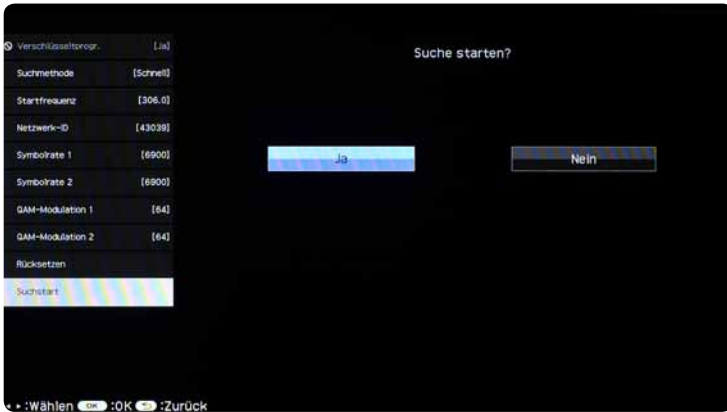 Verschlüsseltprogr. [Ja]
Suchmethode [Schnell]
Startfrequenz [306.0]
Netzwerk-ID [43039]
Symbolrate 1 [6900]
Symbolrate 2 [6900]
QAM-Modulation 1 [64]
QAM-Modulation 2 [64]
Rücksetzen
Suchstart
Suche starten?
Ja Nein
:Wählen OK :OK :Zurück